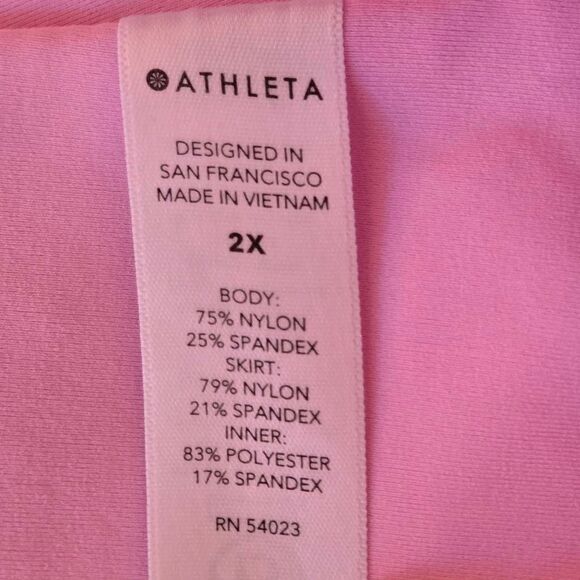 ATHLETA
DESIGNED IN
SAN FRANCISCO
MADE IN VIETNAM
2X
BODY:
75% NYLON
25% SPANDEX
SKIRT:
79% NYLON
21% SPANDEX
INNER:
83% POLYESTER
17% SPANDEX
RN 54023